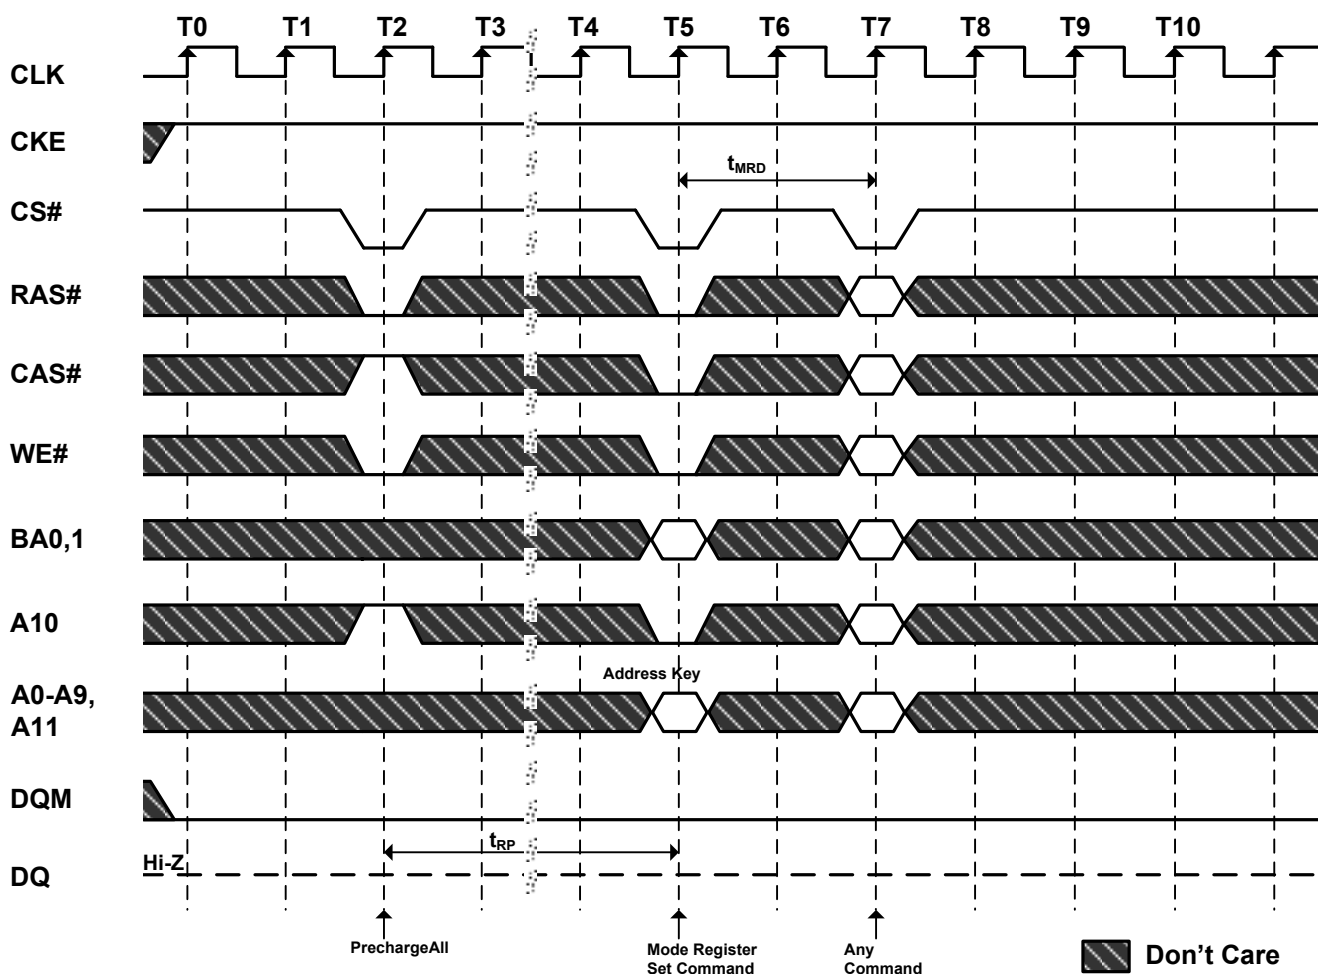 T0 T1 T2 T3 T4 T5 T6 T7 T8 T9 T10
CLK
CKE
tMRD
CS#
RAS#
CAS#
WE#
BA0,1
A10
Address Key
A0-A9,
A11
DQM
tRP
Hi-Z
DQ
PrechargeAll
Mode Register
Set Command
Any
Command
Don't Care